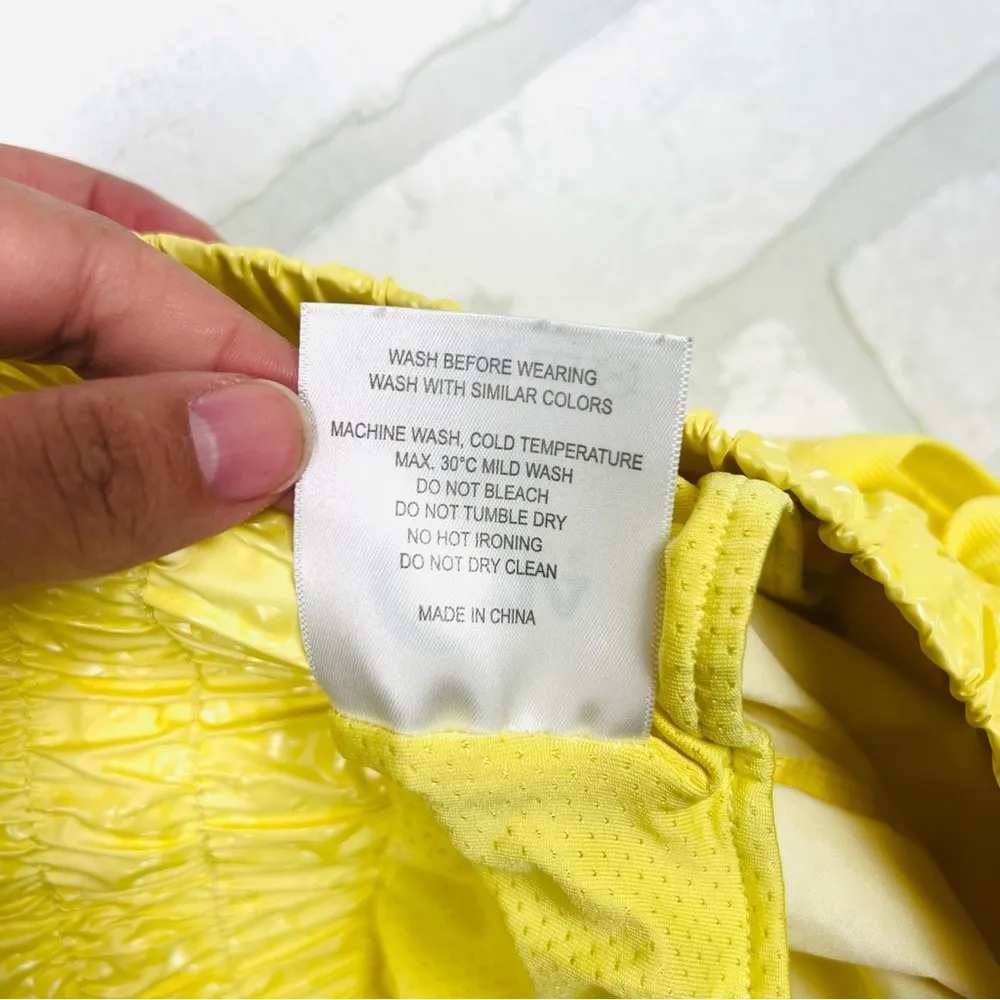 WASH BEFORE WEARING
WASH WITH SIMILAR COLORS
MACHINE WASH, COLD TEMPERATURE
MAX. 30°C MILD WASH
DO NOT BLEACH
DO NOT TUMBLE DRY
NO HOT IRONING
DO NOT DRY CLEAN
MADE IN CHINA